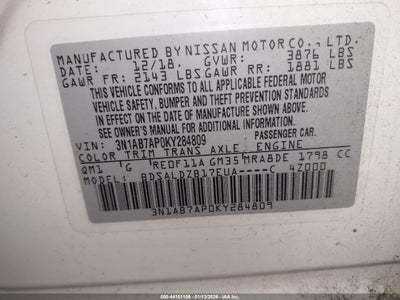 MANUFACTURED BY NISSAN MOTOR CO., LTD.
DATE: 12/18. GVWR: 3876 LBS
GAWR FR: 2143 LBS GAWR RR: 1881 LBS
THIS VEHICLE CONFORMS TO ALL APPLICABLE FEDERAL MOTOR
VEHICLE SAFETY, BUMPER AND THEFT PREVENTION STANDARDS
IN EFFECT ON THE DATE OF MANUFACTURE SHOWN ABOVE.
SEE OWNER'S MANUAL FOR ADDITIONAL INFORMATION
VIN: 3N1AB7AP0KY284809 PASSENGER CAR.
COLOR TRIM TRANS AXLE ENGINE
QM1 G RE0F11A GM35 MRA8DE 1798 CC
MODEL: BDSALDZB17EUA----C 4Z000
3N1AB7AP0KY284809
000-44151188 - 01/13/2026 - IAA, Inc.